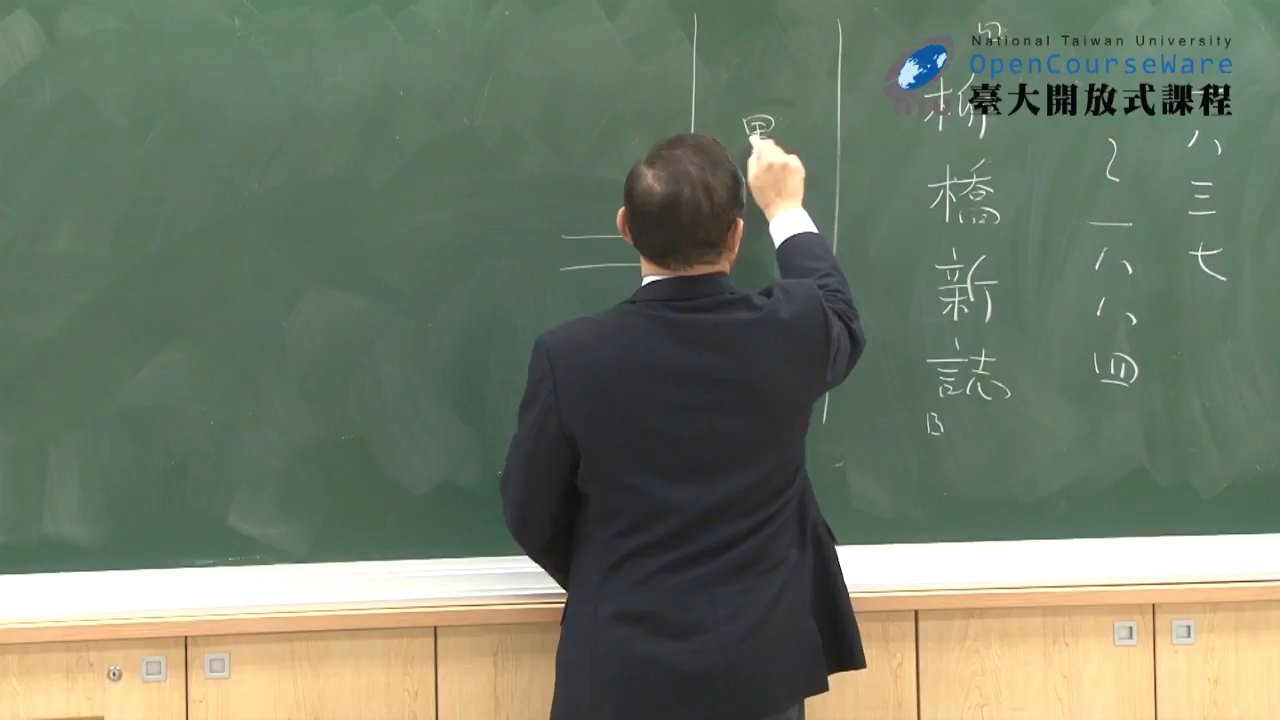 National Taiwan University
OpenCourseWare
臺大開放式課程
八三七
一八八四
柳橋新誌
B